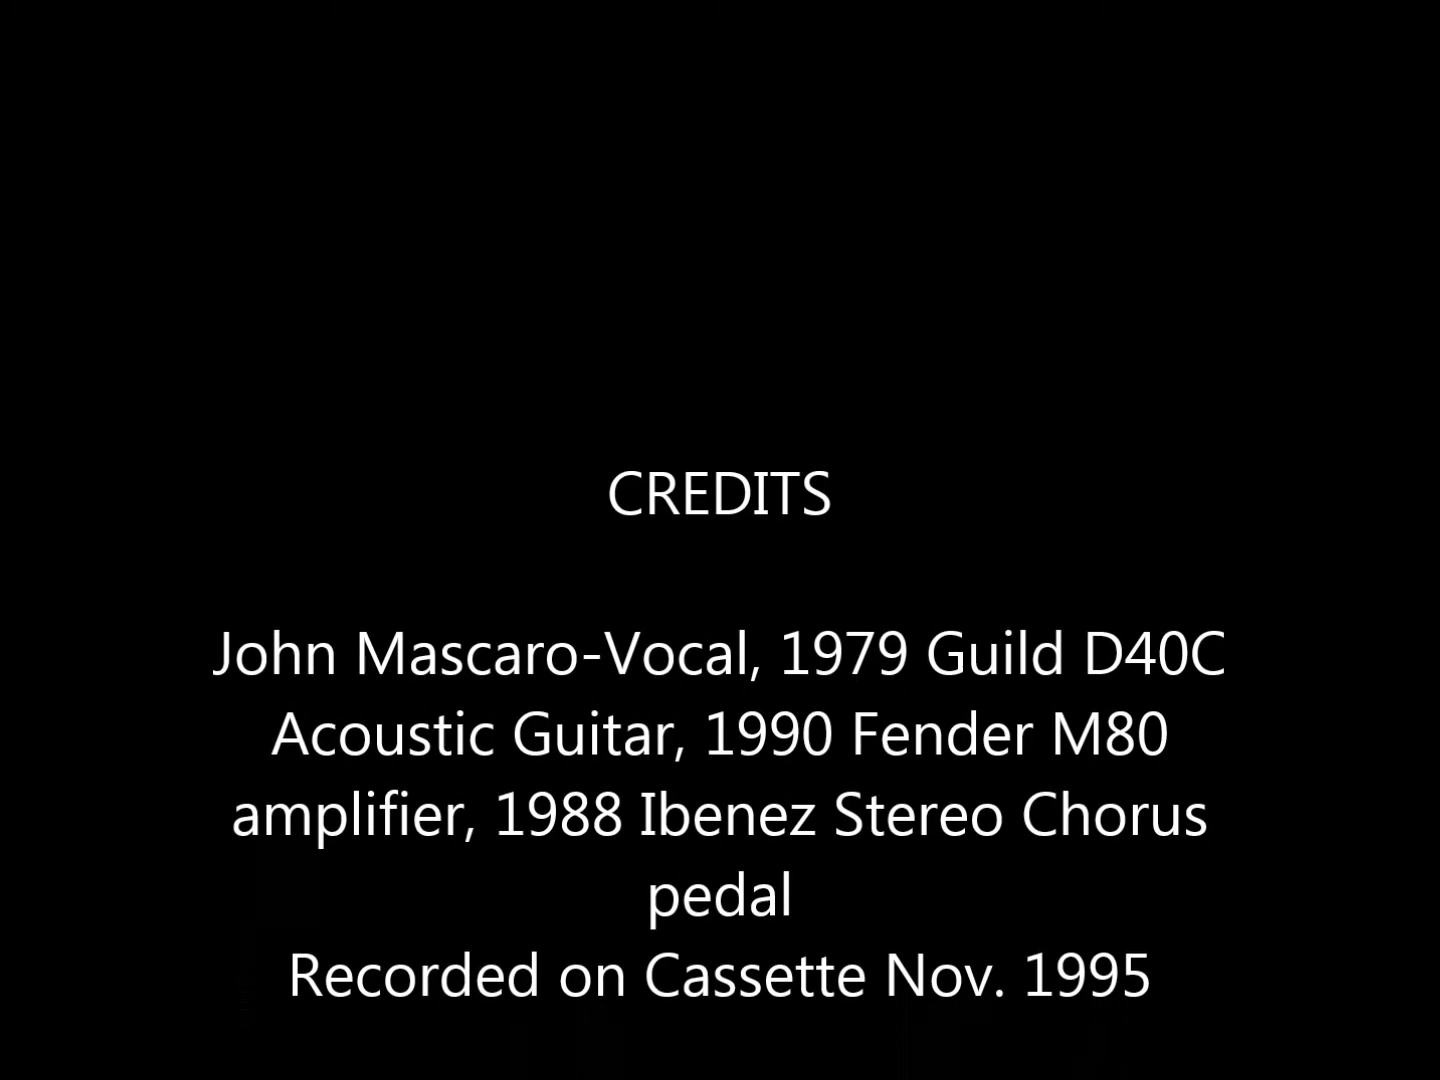 CREDITS
John Mascaro-Vocal, 1979 Guild D40C
Acoustic Guitar, 1990 Fender M80
amplifier, 1988 Ibenez Stereo Chorus
pedal
Recorded on Cassette Nov. 1995